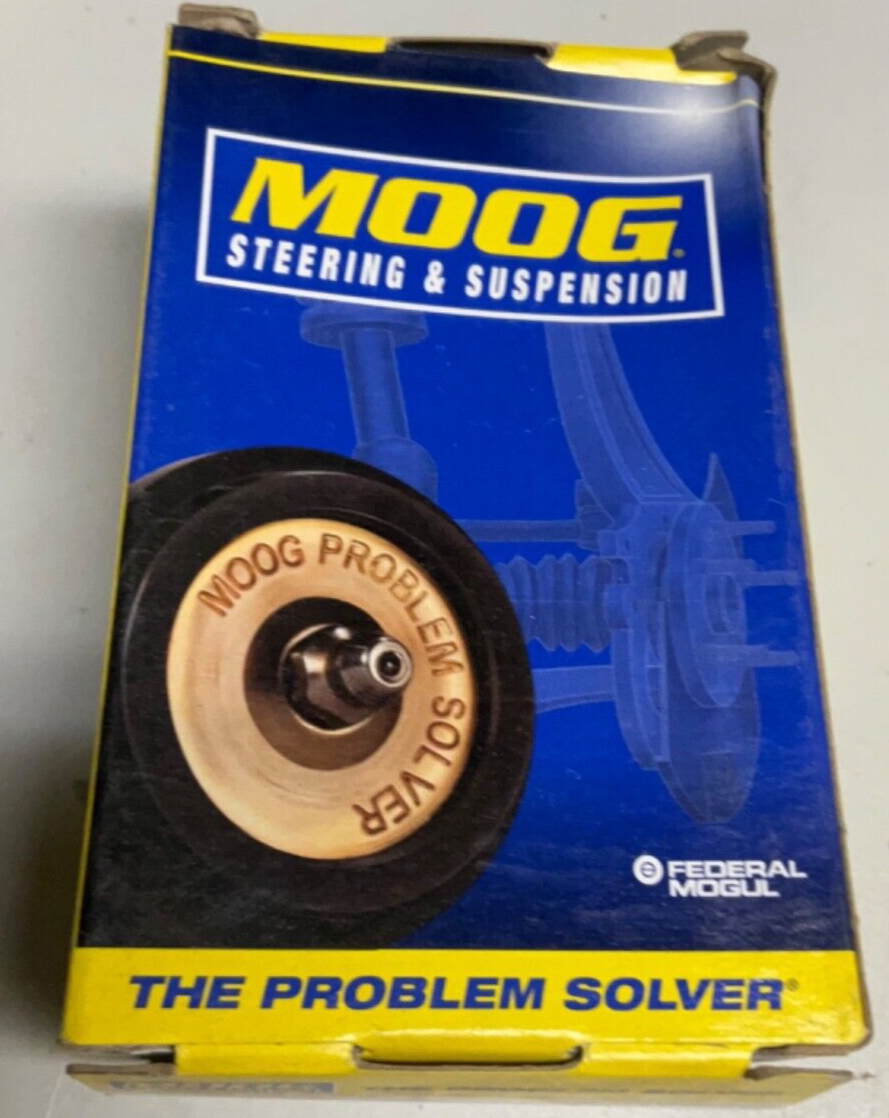 MOOG.
STEERING & SUSPENSION
MOOG PROBLEM SOLVER
FEDERAL
MOGUL
THE PROBLEM SOLVER®